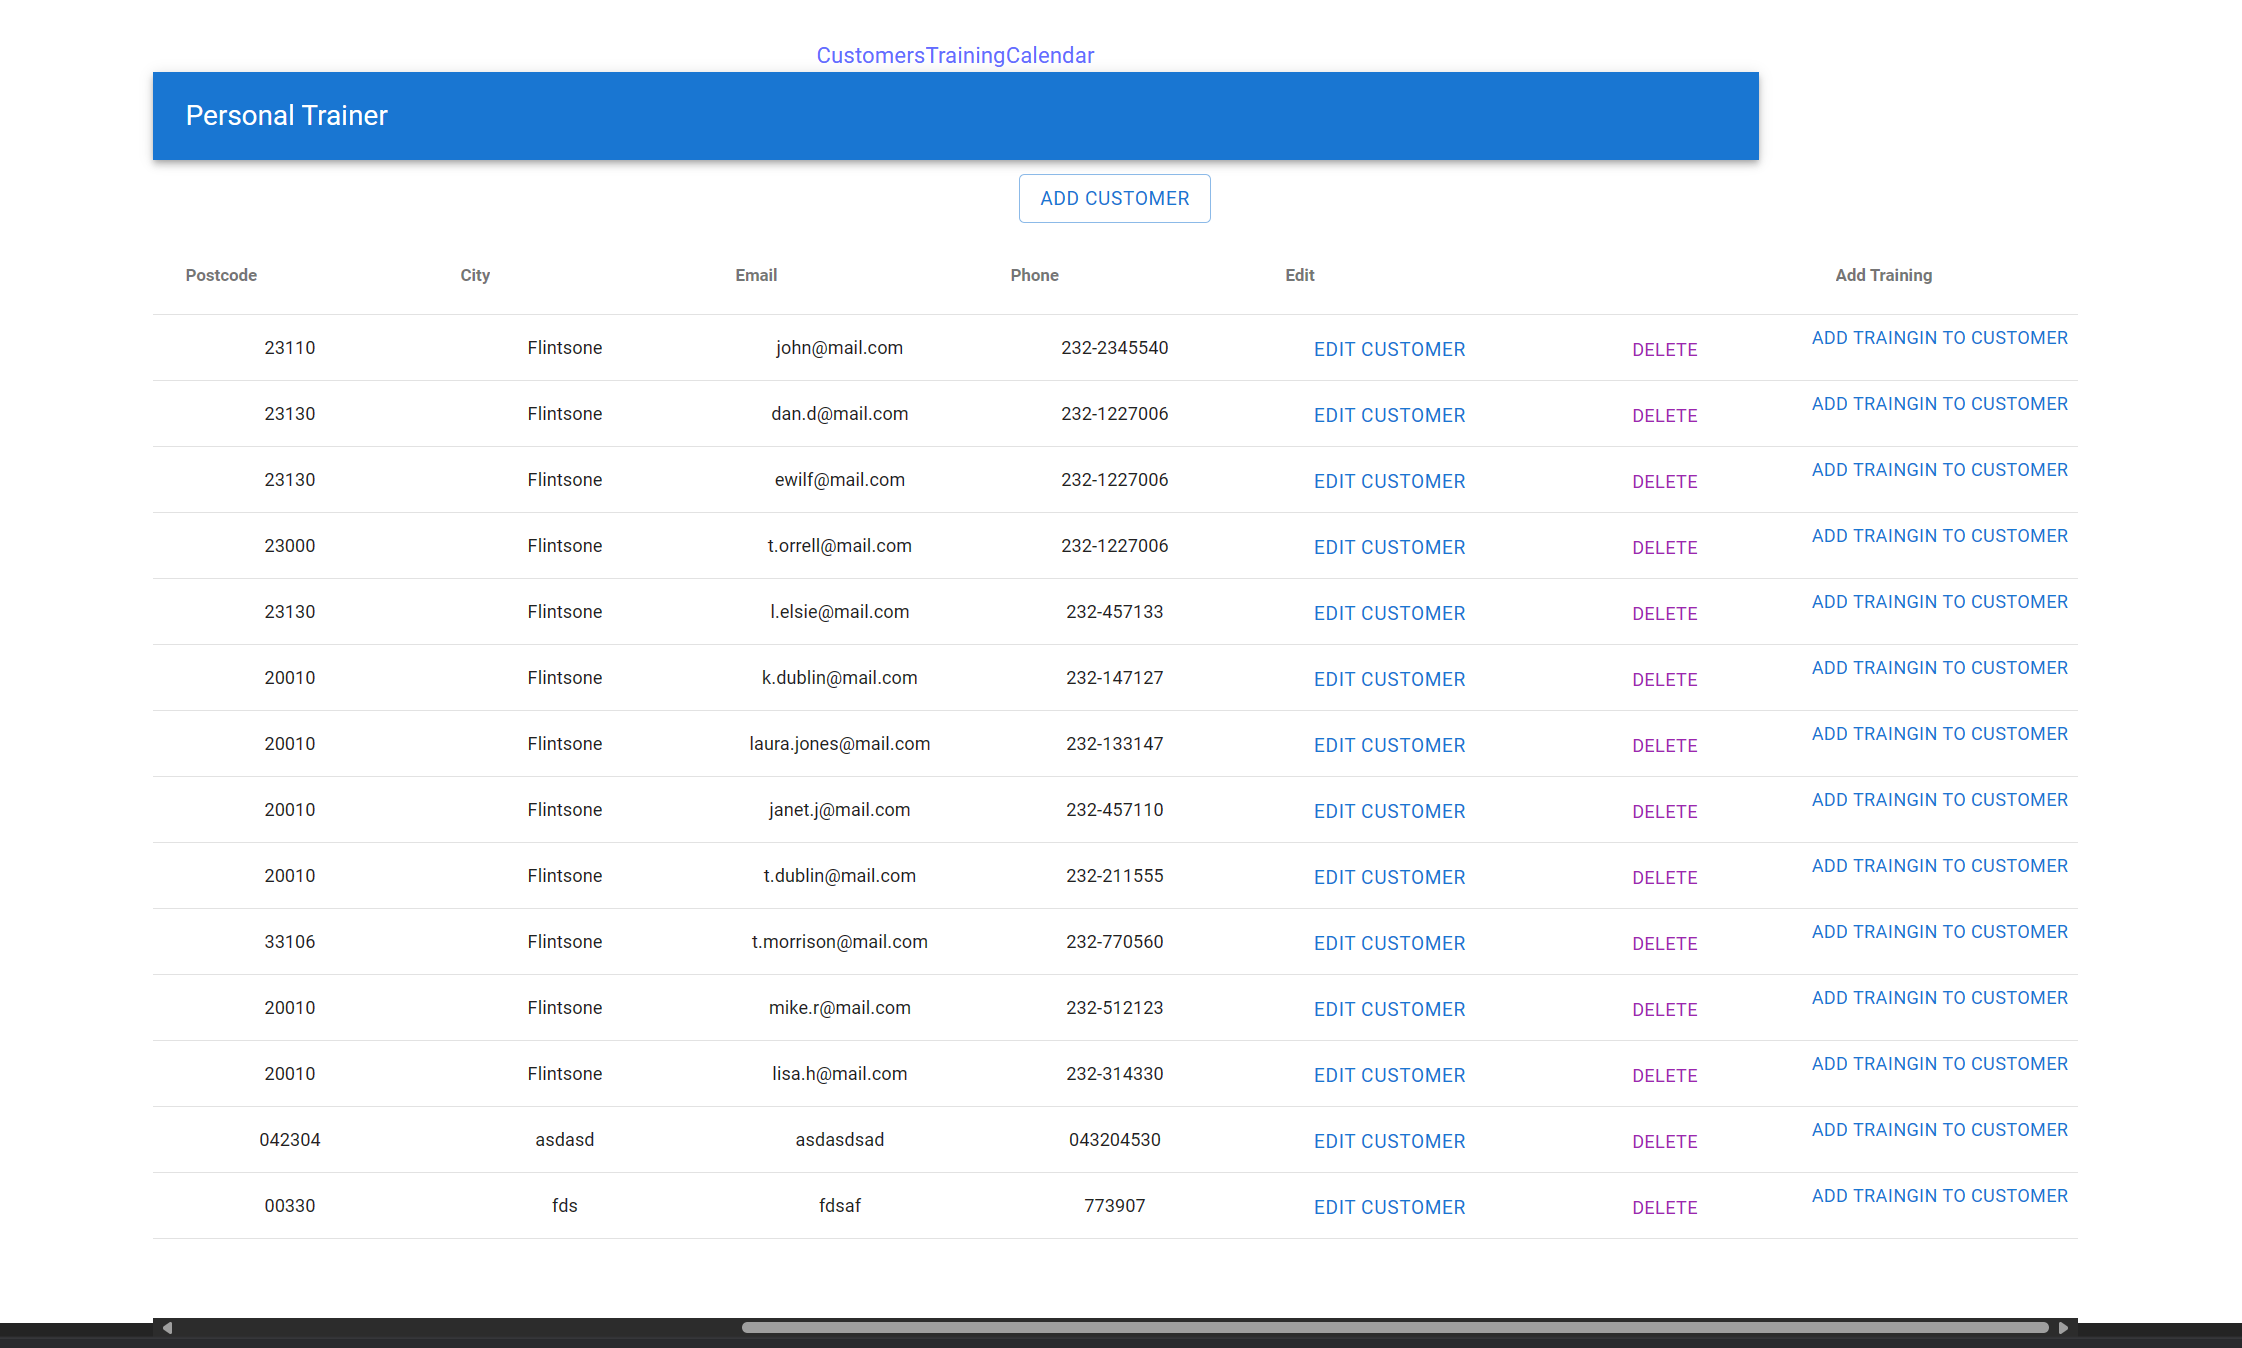 CustomersTrainingCalendar
Personal Trainer
ADD CUSTOMER
Postcode City Email Phone Edit Add Training
23110 Flintsone john@mail.com 232-2345540 EDIT CUSTOMER DELETE ADD TRAINGIN TO CUSTOMER
23130 Flintsone dan.d@mail.com 232-1227006 EDIT CUSTOMER DELETE ADD TRAINGIN TO CUSTOMER
23130 Flintsone ewilf@mail.com 232-1227006 EDIT CUSTOMER DELETE ADD TRAINGIN TO CUSTOMER
23000 Flintsone t.orrell@mail.com 232-1227006 EDIT CUSTOMER DELETE ADD TRAINGIN TO CUSTOMER
23130 Flintsone l.elsie@mail.com 232-457133 EDIT CUSTOMER DELETE ADD TRAINGIN TO CUSTOMER
20010 Flintsone k.dublin@mail.com 232-147127 EDIT CUSTOMER DELETE ADD TRAINGIN TO CUSTOMER
20010 Flintsone laura.jones@mail.com 232-133147 EDIT CUSTOMER DELETE ADD TRAINGIN TO CUSTOMER
20010 Flintsone janet.j@mail.com 232-457110 EDIT CUSTOMER DELETE ADD TRAINGIN TO CUSTOMER
20010 Flintsone t.dublin@mail.com 232-211555 EDIT CUSTOMER DELETE ADD TRAINGIN TO CUSTOMER
33106 Flintsone t.morrison@mail.com 232-770560 EDIT CUSTOMER DELETE ADD TRAINGIN TO CUSTOMER
20010 Flintsone mike.r@mail.com 232-512123 EDIT CUSTOMER DELETE ADD TRAINGIN TO CUSTOMER
20010 Flintsone lisa.h@mail.com 232-314330 EDIT CUSTOMER DELETE ADD TRAINGIN TO CUSTOMER
042304 asdasd asdasdsad 043204530 EDIT CUSTOMER DELETE ADD TRAINGIN TO CUSTOMER
00330 fds fdsaf 773907 EDIT CUSTOMER DELETE ADD TRAINGIN TO CUSTOMER